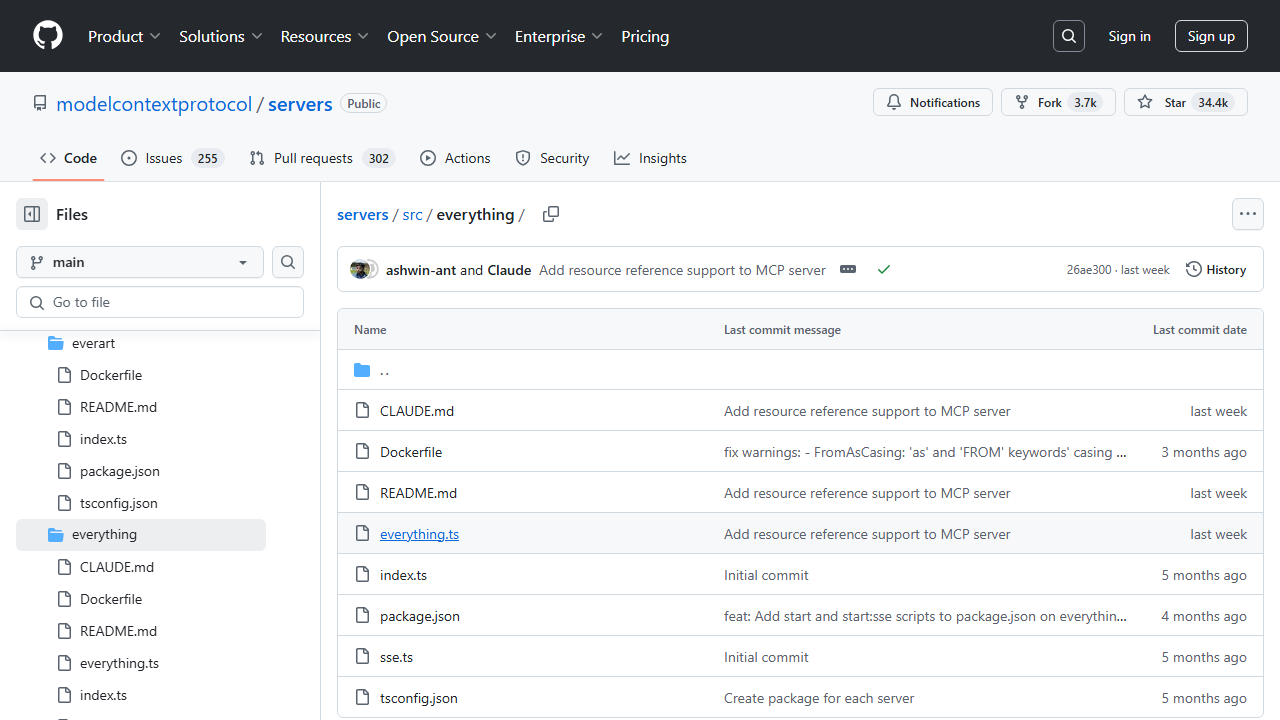 Product Solutions Resources Open Source Enterprise Pricing Sign in Sign up
modelcontextprotocol / servers Public Notifications Fork 3.7k Star 34.4k
Code Issues 255 Pull requests 302 Actions Security Insights
Files
main
Go to file
everart
Dockerfile
README.md
index.ts
package.json
tsconfig.json
everything
CLAUDE.md
Dockerfile
README.md
everything.ts
index.ts
servers / src / everything /
ashwin-ant and Claude Add resource reference support to MCP server 26ae300 · last week History
Name Last commit message Last commit date
..
CLAUDE.md Add resource reference support to MCP server last week
Dockerfile fix warnings: - FromAsCasing: 'as' and 'FROM' keywords' casing ... 3 months ago
README.md Add resource reference support to MCP server last week
everything.ts Add resource reference support to MCP server last week
index.ts Initial commit 5 months ago
package.json feat: Add start and start:sse scripts to package.json on everythin... 4 months ago
sse.ts Initial commit 5 months ago
tsconfig.json Create package for each server 5 months ago